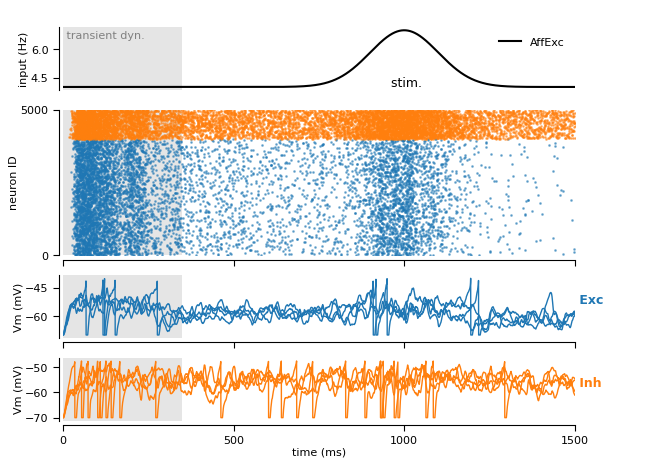 input (Hz)
6.0
4.5
transient dyn.
AffExc
stim.
neuron ID
5000
0
Vm (mV)
−45
−60
Exc
Vm (mV)
−50
−60
−70
Inh
0
500
1000
1500
time (ms)